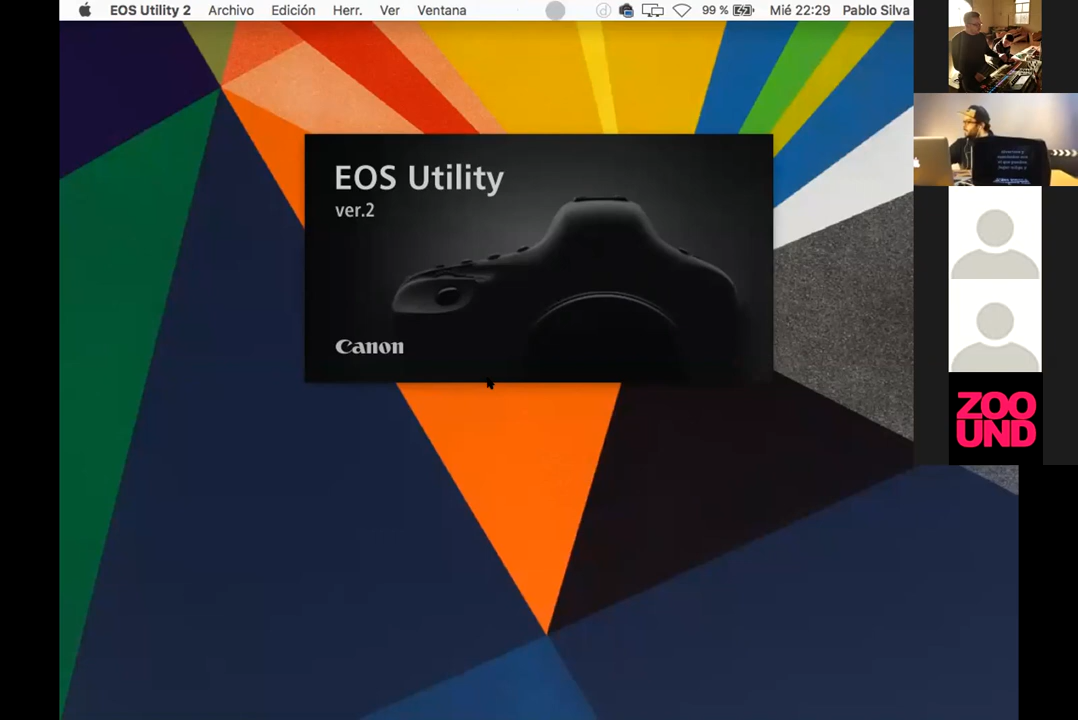 EOS Utility 2 Archivo Edición Herr. Ver Ventana 99 % Mié 22:29 Pablo Silva
EOS Utility
ver.2
Canon
ZOO
UND